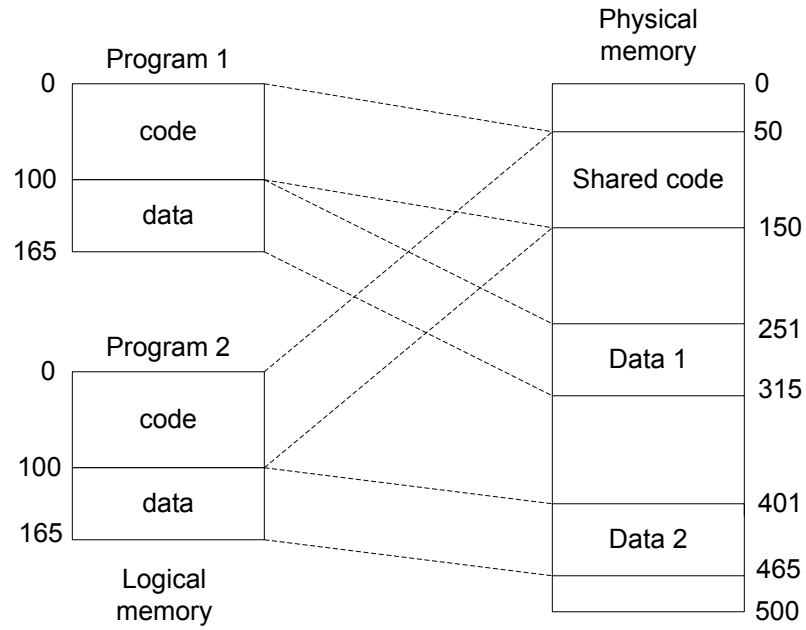 Physical
memory
Program 1
0
code
100
data
165
Program 2
0
code
100
data
165
Logical
memory
0
50
Shared code
150
251
Data 1
315
401
Data 2
465
500